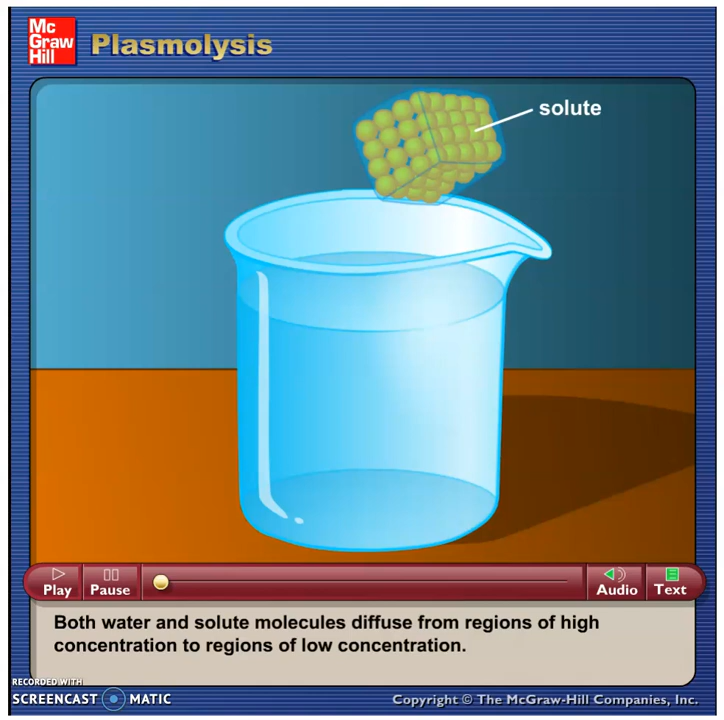 Mc
Graw
Hill
Plasmolysis
solute
Play
Pause
Audio
Text
Both water and solute molecules diffuse from regions of high
concentration to regions of low concentration.
RECORDED WITH
SCREENCAST MATIC
Copyright © The McGraw-Hill Companies, Inc.